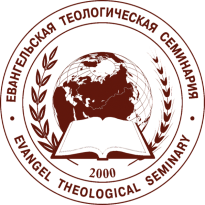 ЕВАНГЕЛЬСКАЯ ТЕОЛОГИЧЕСКАЯ СЕМИНАРИЯ
2000
EVANGEL THEOLOGICAL SEMINARY